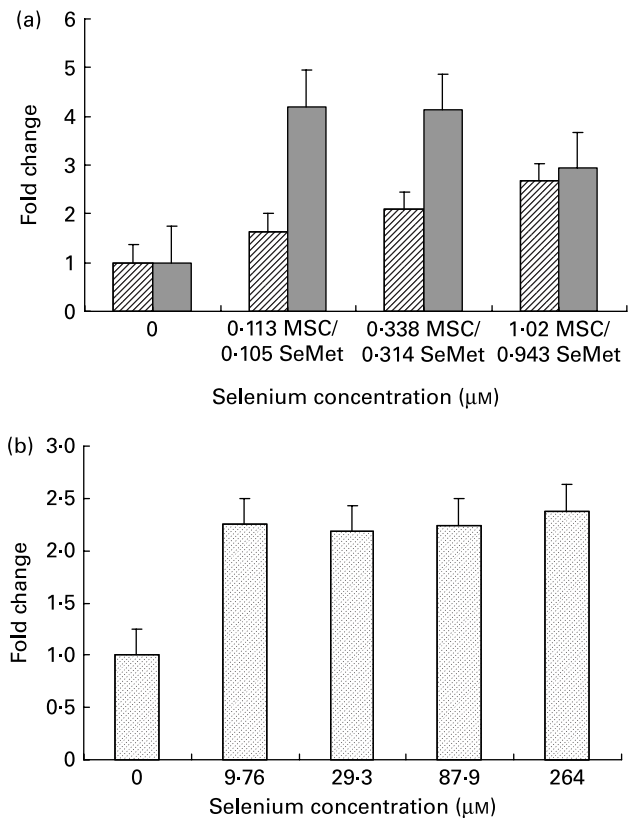 (a)
6
5
4
3
2
1
0
Fold change
0
0·113 MSC/
0·105 SeMet
0·338 MSC/
0·314 SeMet
1·02 MSC/
0·943 SeMet
Selenium concentration (μM)
(b)
3·0
2·5
2·0
1·5
1·0
0·5
0
Fold change
0
9·76
29·3
87·9
264
Selenium concentration (μM)